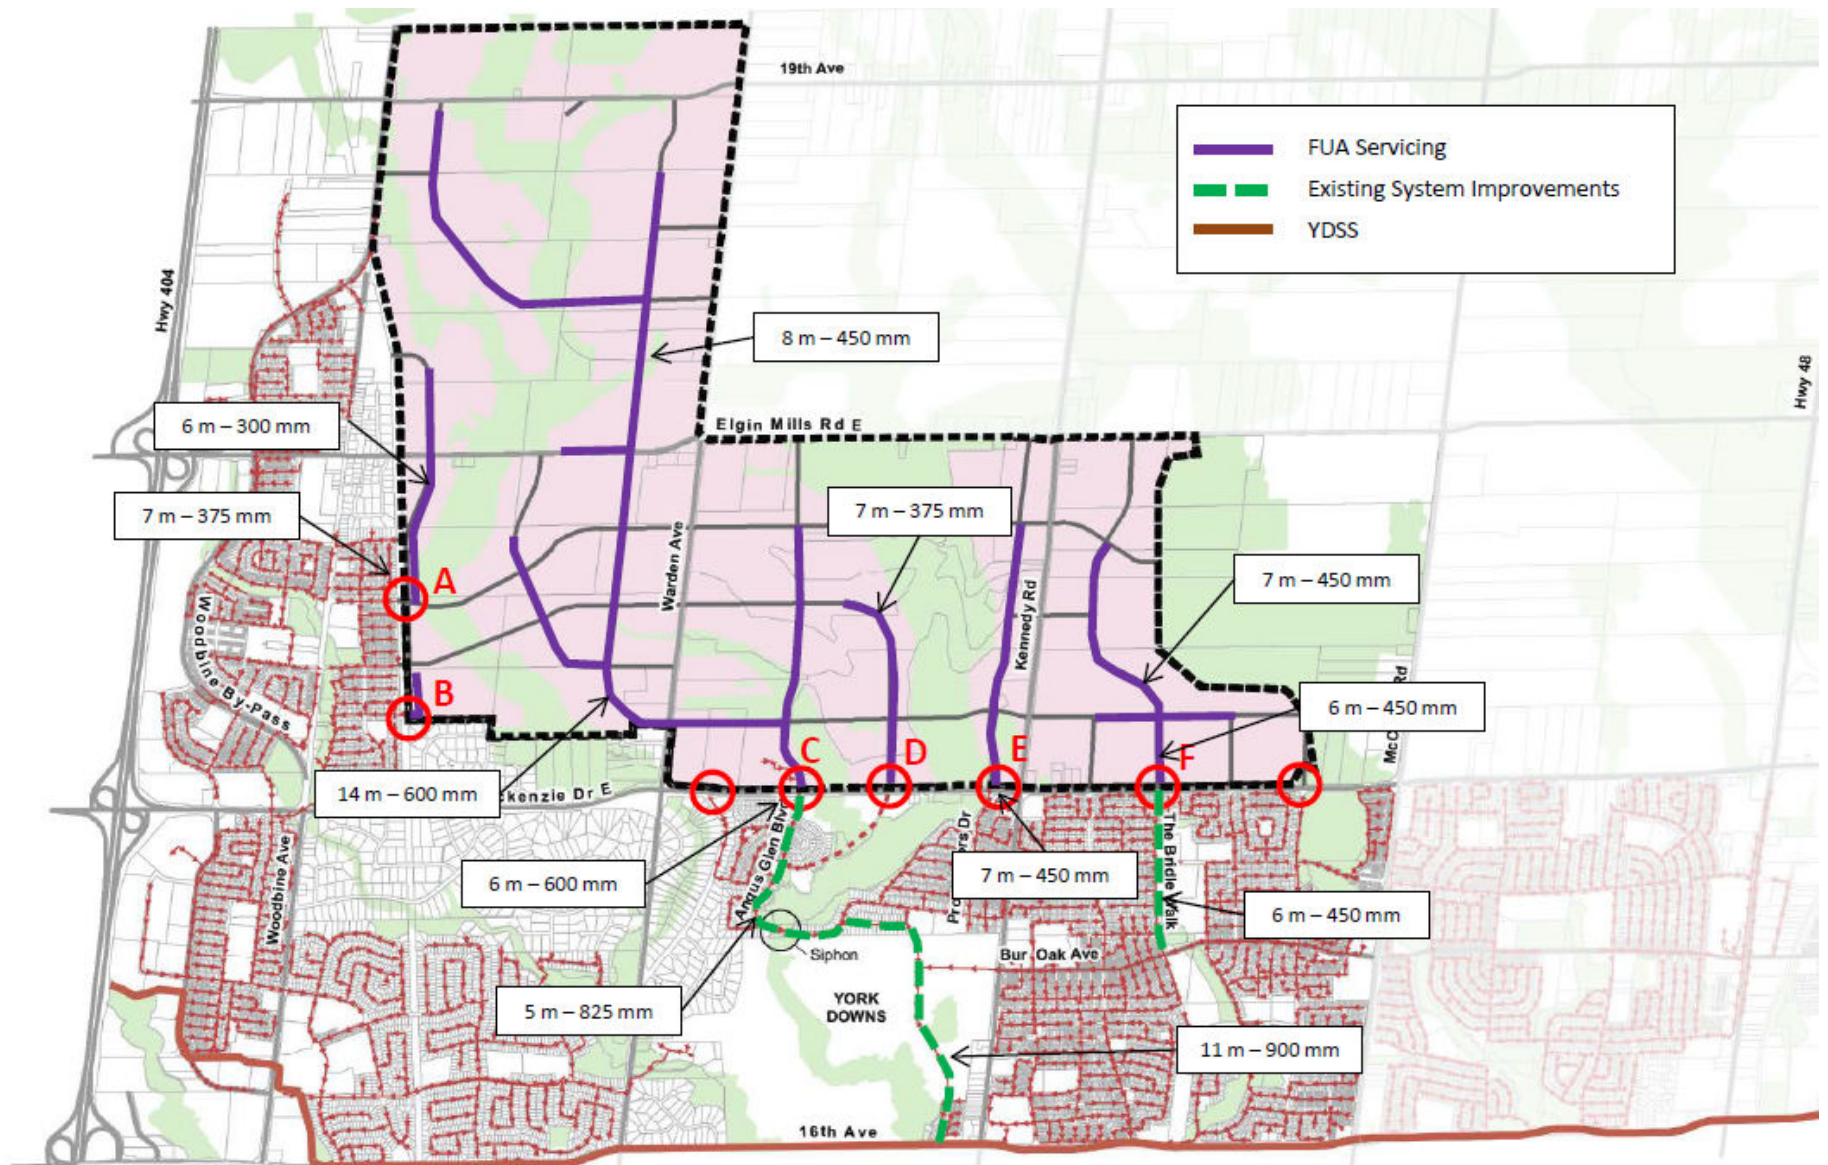 19th Ave
FUA Servicing
Existing System Improvements
YDSS
Hwy 404
8 m – 450 mm
Hwy 48
6 m – 300 mm
Elgin Mills Rd E
7 m – 375 mm
7 m – 375 mm
Warden Ave
7 m – 450 mm
A
Woodbine By-Pass
Kennedy Rd
B
6 m – 450 mm
Rd
C
D
E
F
14 m – 600 mm
Dr E
Angus Glen Blv
The Bridle Walk
6 m – 600 mm
7 m – 450 mm
Woodbine Ave
6 m – 450 mm
Siphon
Bur Oak Ave
5 m – 825 mm
YORK
DOWNS
11 m – 900 mm
16th Ave